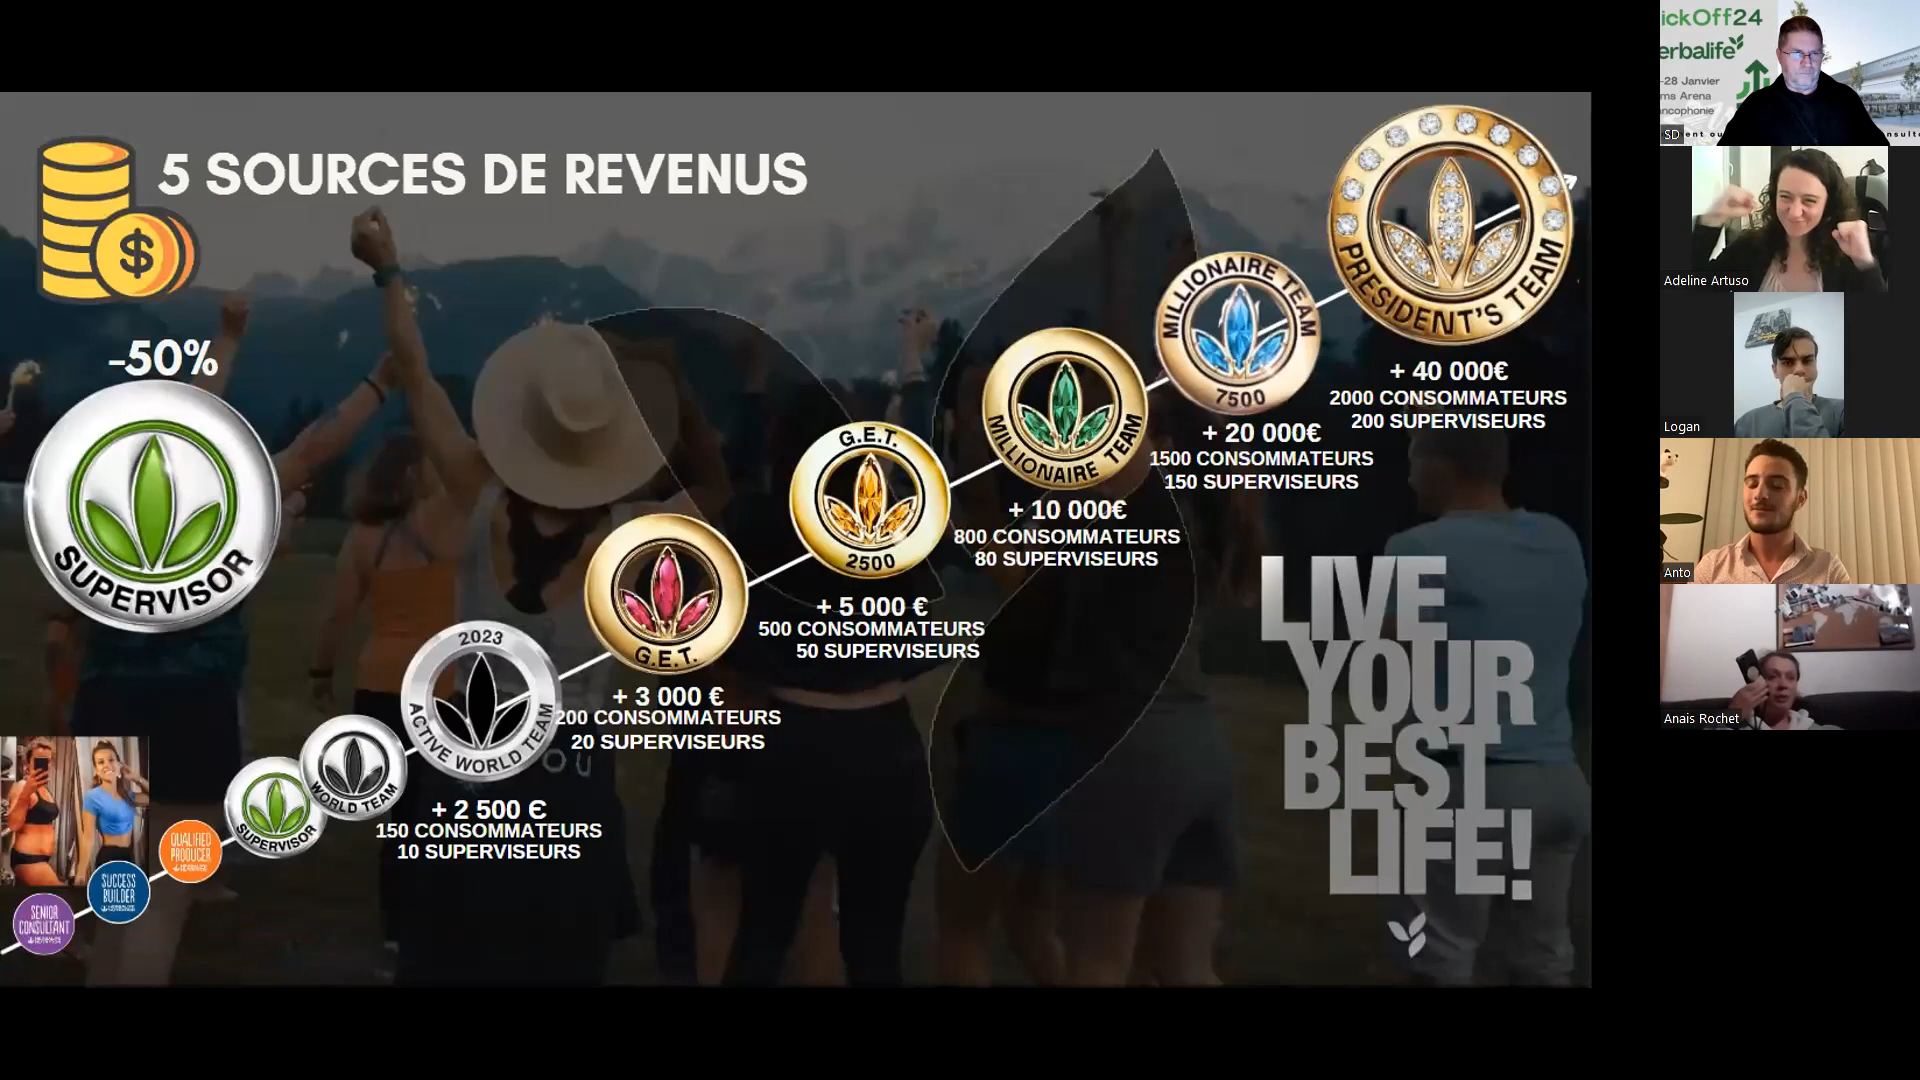 5 SOURCES DE REVENUS
$
-50%
SUPERVISOR
SENIOR
CONSULTANT
SUCCESS
BUILDER
QUALIFIED
PRODUCER
SUPERVISOR
WORLD TEAM
2023
ACTIVE WORLD TEAM
+ 2 500 €
150 CONSOMMATEURS
10 SUPERVISEURS
G.E.T.
+ 3 000 €
200 CONSOMMATEURS
20 SUPERVISEURS
G.E.T.
2500
+ 5 000 €
500 CONSOMMATEURS
50 SUPERVISEURS
MILLIONAIRE TEAM
+ 10 000€
800 CONSOMMATEURS
80 SUPERVISEURS
MILLIONAIRE TEAM
7500
+ 20 000€
1500 CONSOMMATEURS
150 SUPERVISEURS
PRESIDENT'S TEAM
+ 40 000€
2000 CONSOMMATEURS
200 SUPERVISEURS
LIVE
YOUR
BEST
LIFE!
ickOff24
erbalife
-28 Janvier
ms Arena
ncophonie
SD
Adeline Artuso
Logan
Anto
Anais Rochet